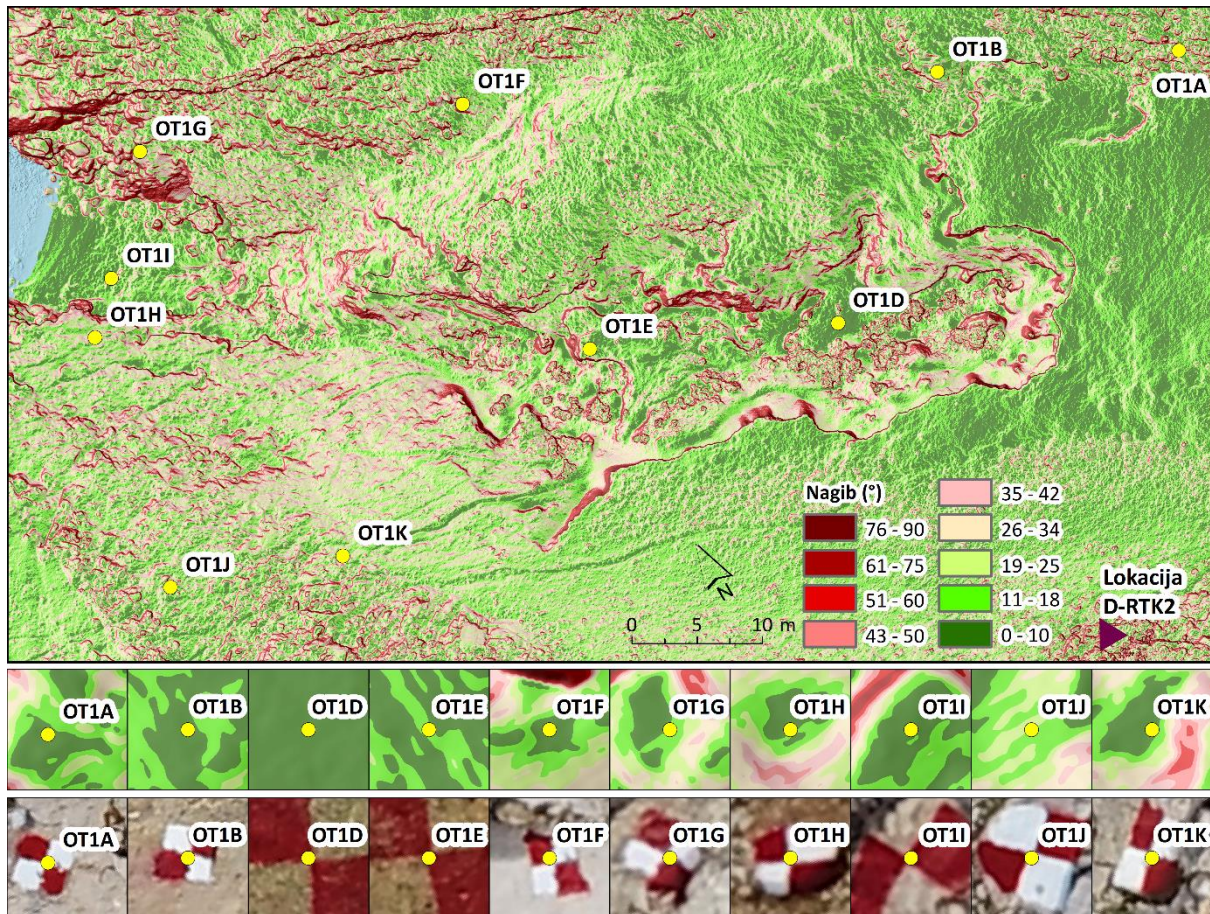 OT1B
OT1A
OT1F
OT1G
OT1I
OT1D
OT1H
OT1E
OT1K
OT1J
Nagib (°)
76 - 90
61 - 75
51 - 60
43 - 50
35 - 42
26 - 34
19 - 25
11 - 18
0 - 10
N
0 5 10 m
Lokacija
D-RTK2
OT1A OT1B OT1D OT1E OT1F OT1G OT1H OT1I OT1J OT1K
OT1A OT1B OT1D OT1E OT1F OT1G OT1H OT1I OT1J OT1K